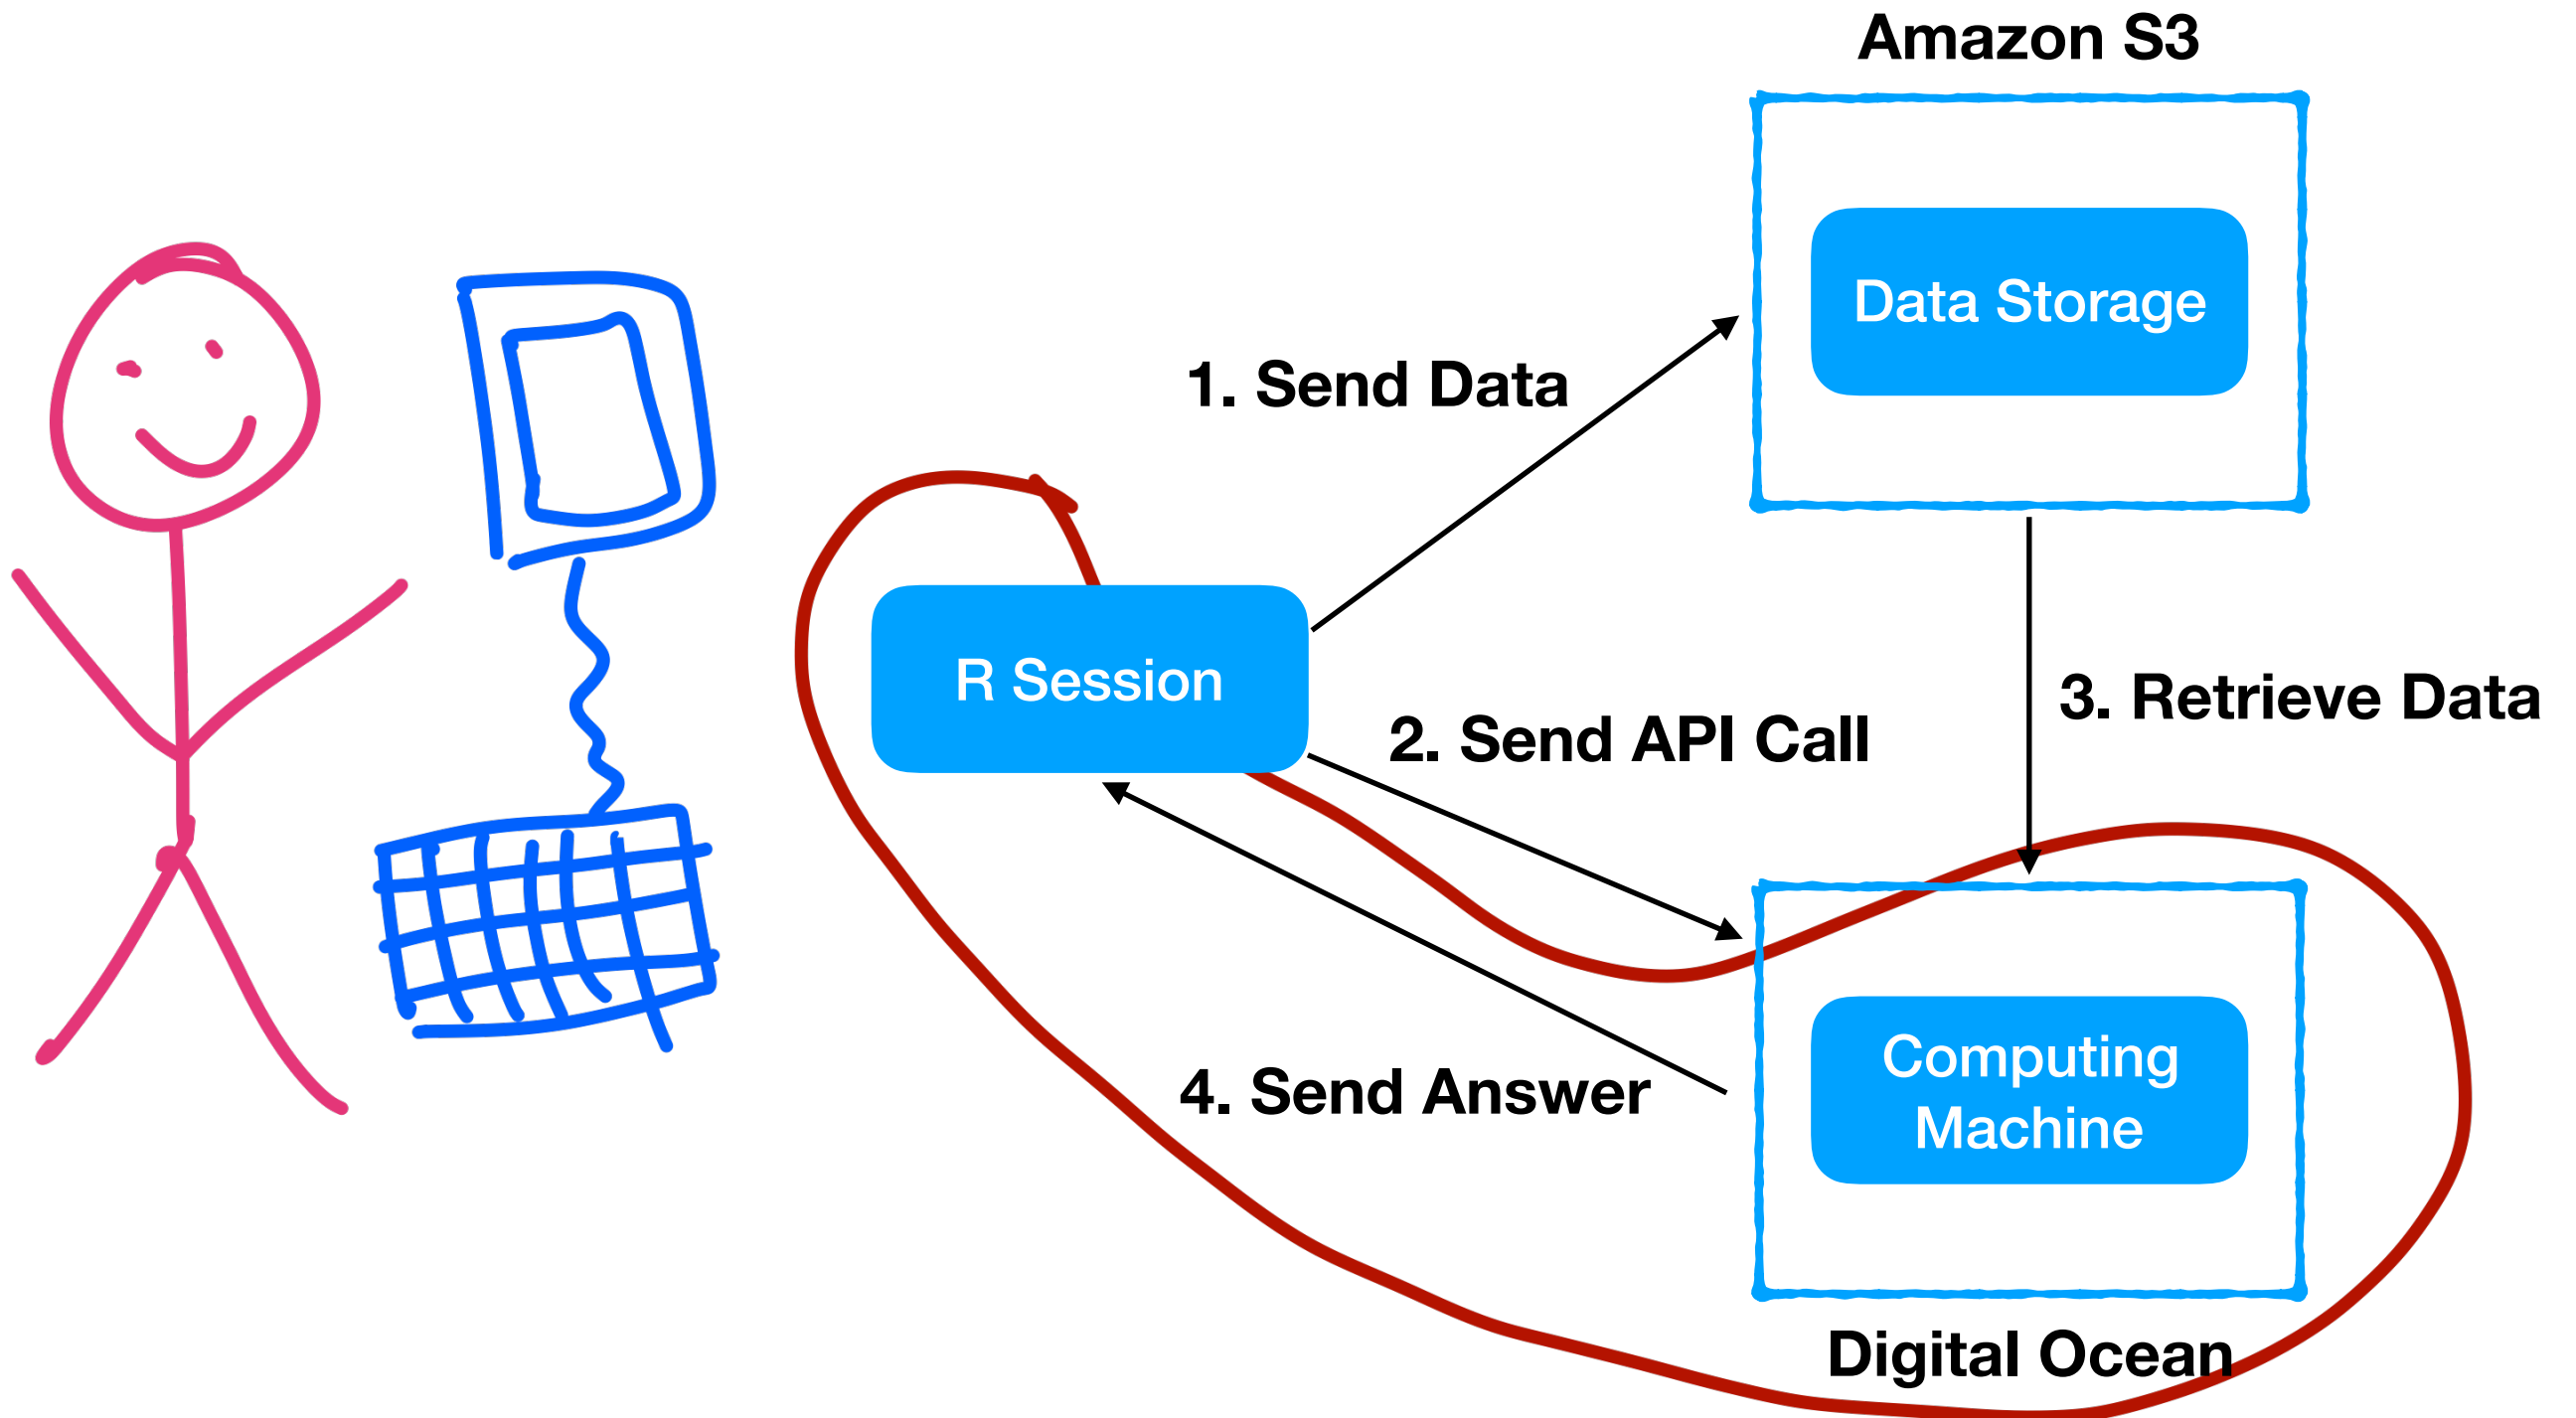 Amazon S3
Data Storage
1. Send Data
R Session
2. Send API Call
3. Retrieve Data
Computing
Machine
4. Send Answer
Digital Ocean